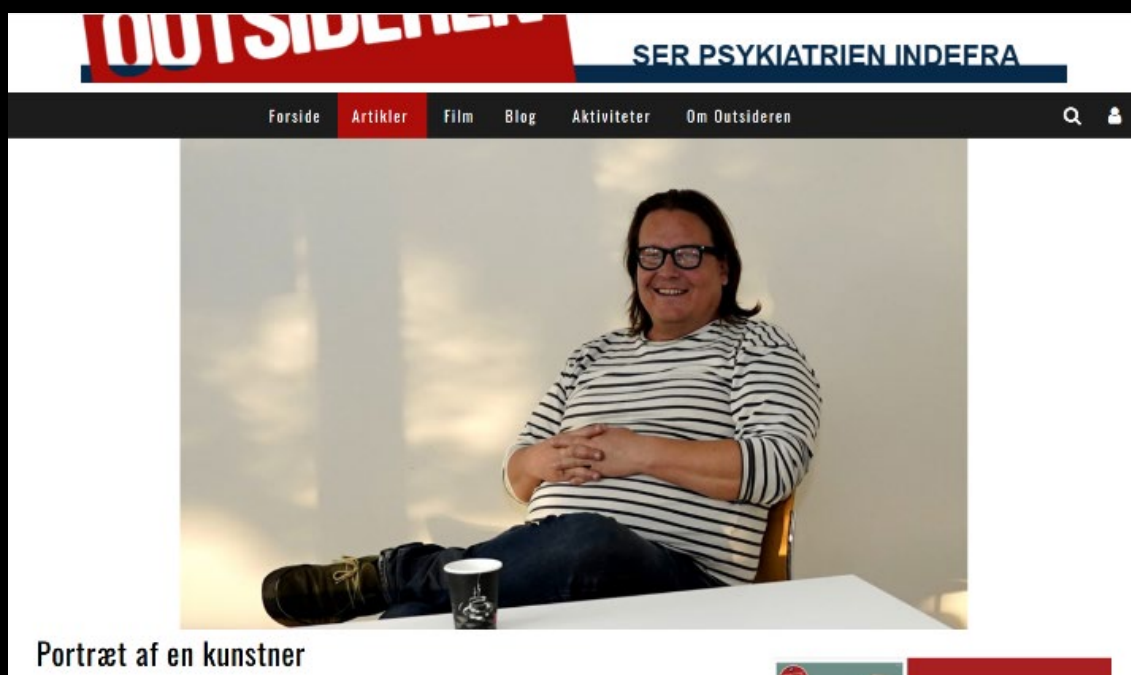 OUTSIDEREN
SER PSYKIATRIEN INDEFRA
Forside Artikler Film Blog Aktiviteter Om Outsideren
Portræt af en kunstner